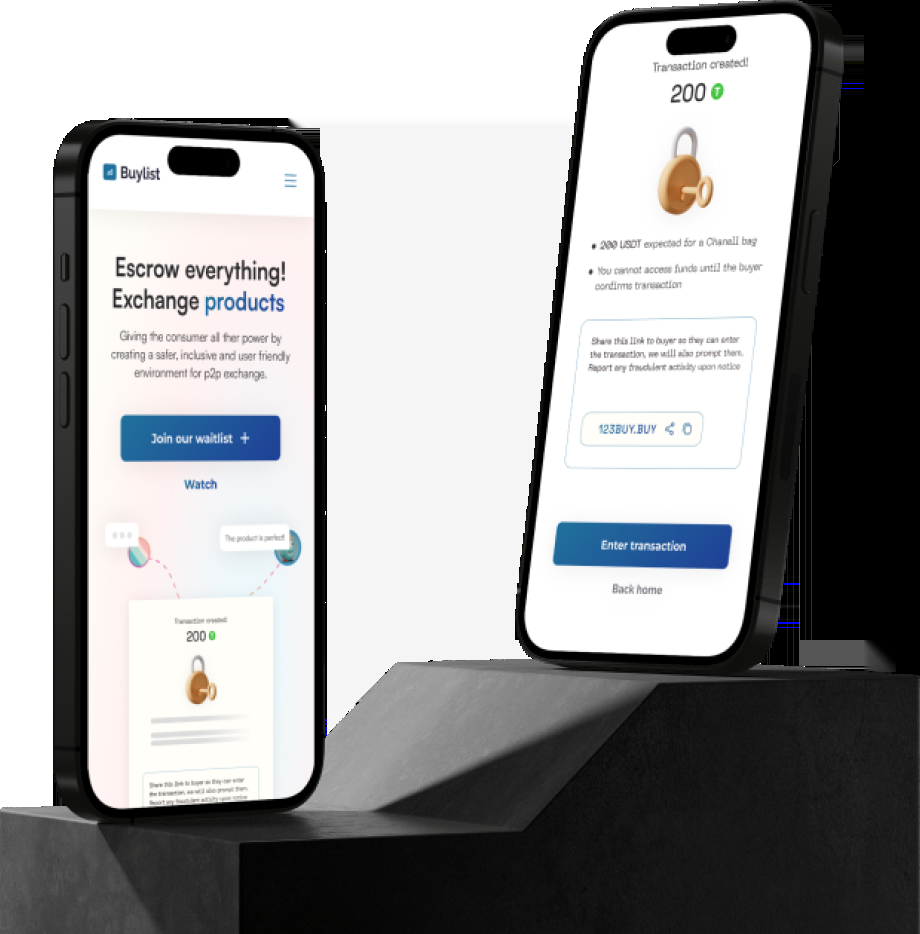 Buylist
Escrow everything!
Exchange products
Giving the consumer all ther power by
creating a safer, inclusive and user friendly
environment for p2p exchange.
Join our waitlist +
Watch
The product is perfect!
Transaction created!
200
Share this link to buyer so they can enter
the transaction, we will also prompt them.
Report any fraudulent activity upon notice
Transaction created!
200 T
• 200 USDT expected for a Chanell bag
• You cannot access funds until the buyer
confirms transaction
Share this link to buyer so they can enter
the transaction, we will also prompt them.
Report any fraudulent activity upon notice
123BUY.BUY
Enter transaction
Back home